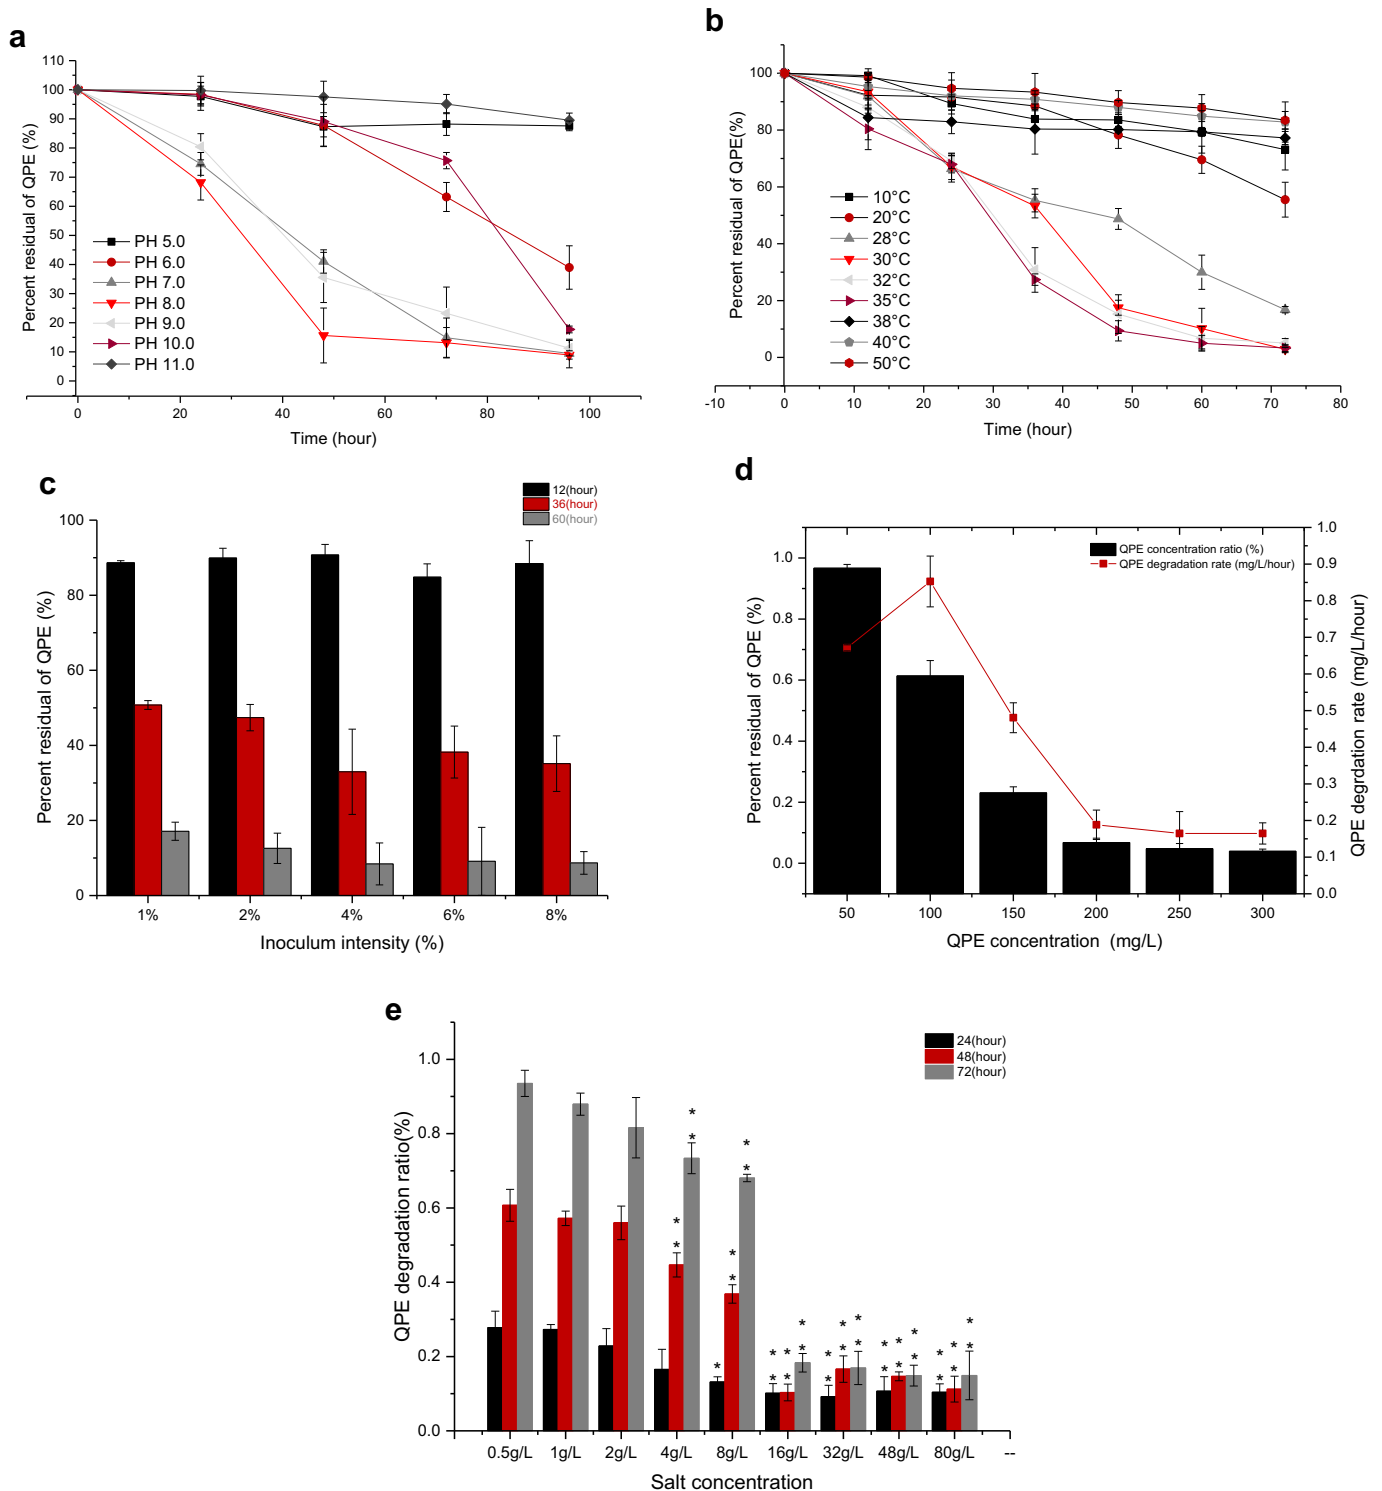 a
110
100
90
80
70
60
50
40
30
20
10
0
Percent residual of QPE (%)
PH 5.0
PH 6.0
PH 7.0
PH 8.0
PH 9.0
PH 10.0
PH 11.0
0 20 40 60 80 100
Time (hour)
b
100
80
60
40
20
0
Percent residual of QPE(%)
10°C
20°C
28°C
30°C
32°C
35°C
38°C
40°C
50°C
-10 0 10 20 30 40 50 60 70 80
Time (hour)
c
12(hour)
36(hour)
60(hour)
100
80
60
40
20
0
Percent residual of QPE (%)
1% 2% 4% 6% 8%
Inoculum intensity (%)
d
1.0
0.8
0.6
0.4
0.2
0.0
Percent residual of QPE (%)
QPE concentration ratio (%)
QPE degradation rate (mg/L/hour)
1.0
0.9
0.8
0.7
0.6
0.5
0.4
0.3
0.2
0.1
0.0
QPE degrdation rate (mg/L/hour)
50 100 150 200 250 300
QPE concentration (mg/L)
e
24(hour)
48(hour)
72(hour)
1.0
0.8
0.6
0.4
0.2
0.0
QPE degradation ratio(%)
0.5g/L 1g/L 2g/L 4g/L 8g/L 16g/L 32g/L 48g/L 80g/L --
Salt concentration